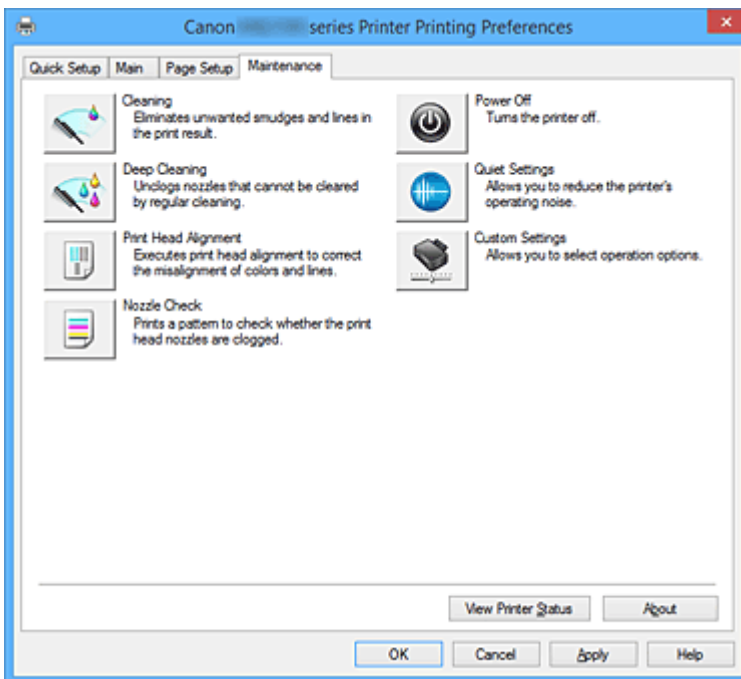 Canon series Printer Printing Preferences
Quick Setup Main Page Setup Maintenance
Cleaning
Eliminates unwanted smudges and lines in
the print result.
Deep Cleaning
Unclogs nozzles that cannot be cleared
by regular cleaning.
Print Head Alignment
Executes print head alignment to correct
the misalignment of colors and lines.
Nozzle Check
Prints a pattern to check whether the print
head nozzles are clogged.
Power Off
Turns the printer off.
Quiet Settings
Allows you to reduce the printer's
operating noise.
Custom Settings
Allows you to select operation options.
View Printer Status About
OK Cancel Apply Help